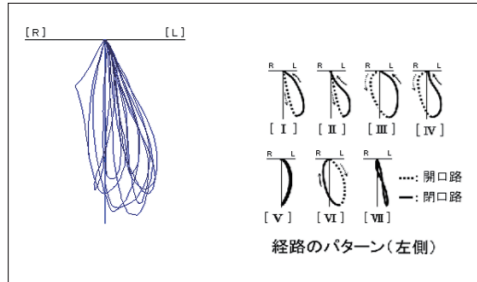 [R] [L]
R L R L R L R L
[Ⅰ] [Ⅱ] [Ⅲ] [Ⅳ]
R L R L R L
[Ⅴ] [Ⅵ] [Ⅶ]
: 開口路
: 閉口路
経路のパターン(左側)